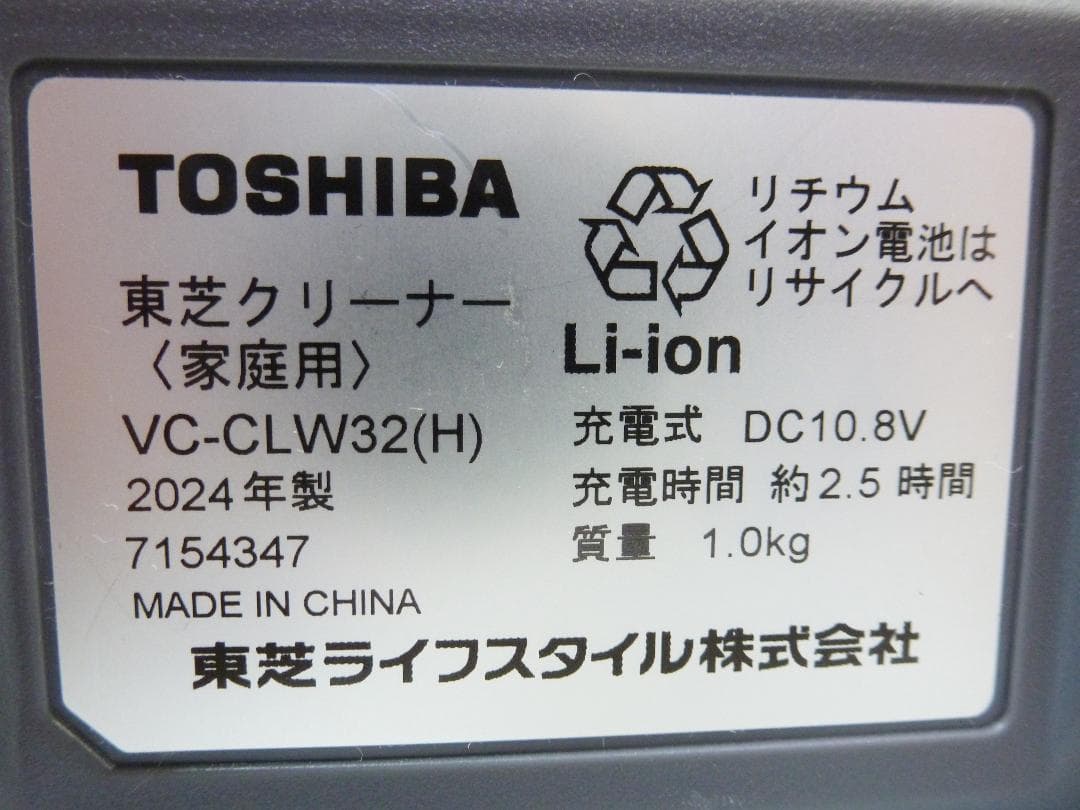 TOSHIBA
東芝クリーナー
〈家庭用〉
VC-CLW32(H)
2024年製
7154347
MADE IN CHINA
リチウム
イオン電池は
リサイクルへ
Li-ion
充電式 DC10.8V
充電時間 約2.5時間
質量 1.0kg
東芝ライフスタイル株式会社